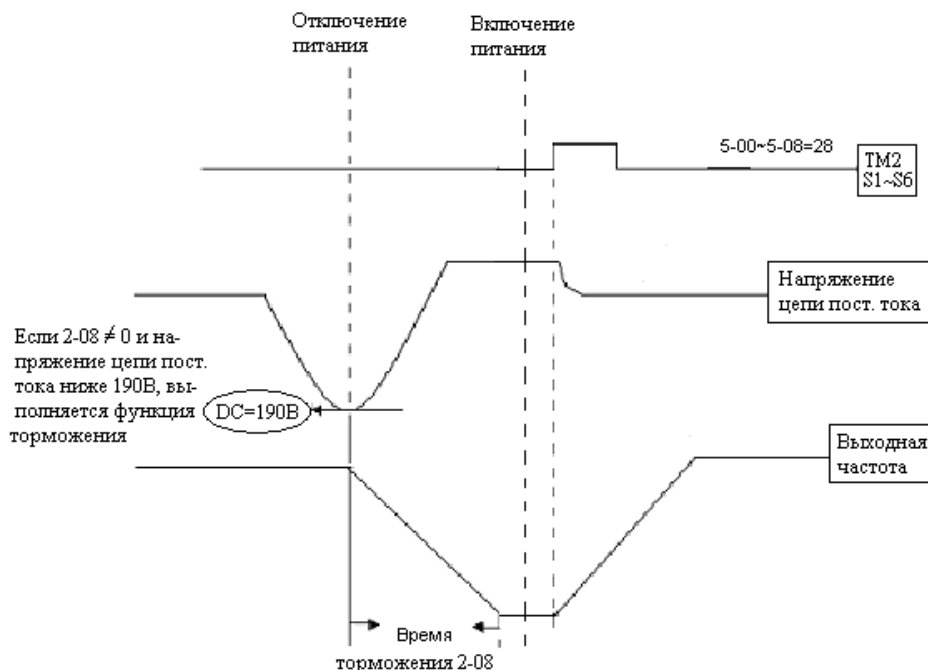 Отключение
питания
Включение
питания
5-00~5-08=28
TM2
S1~S6
Напряжение
цепи пост. тока
Если 2-08 ≠ 0 и на-
пряжение цепи пост.
тока ниже 190В, вы-
полняется функция
торможения
DC=190В
Выходная
частота
Время
торможения 2-08